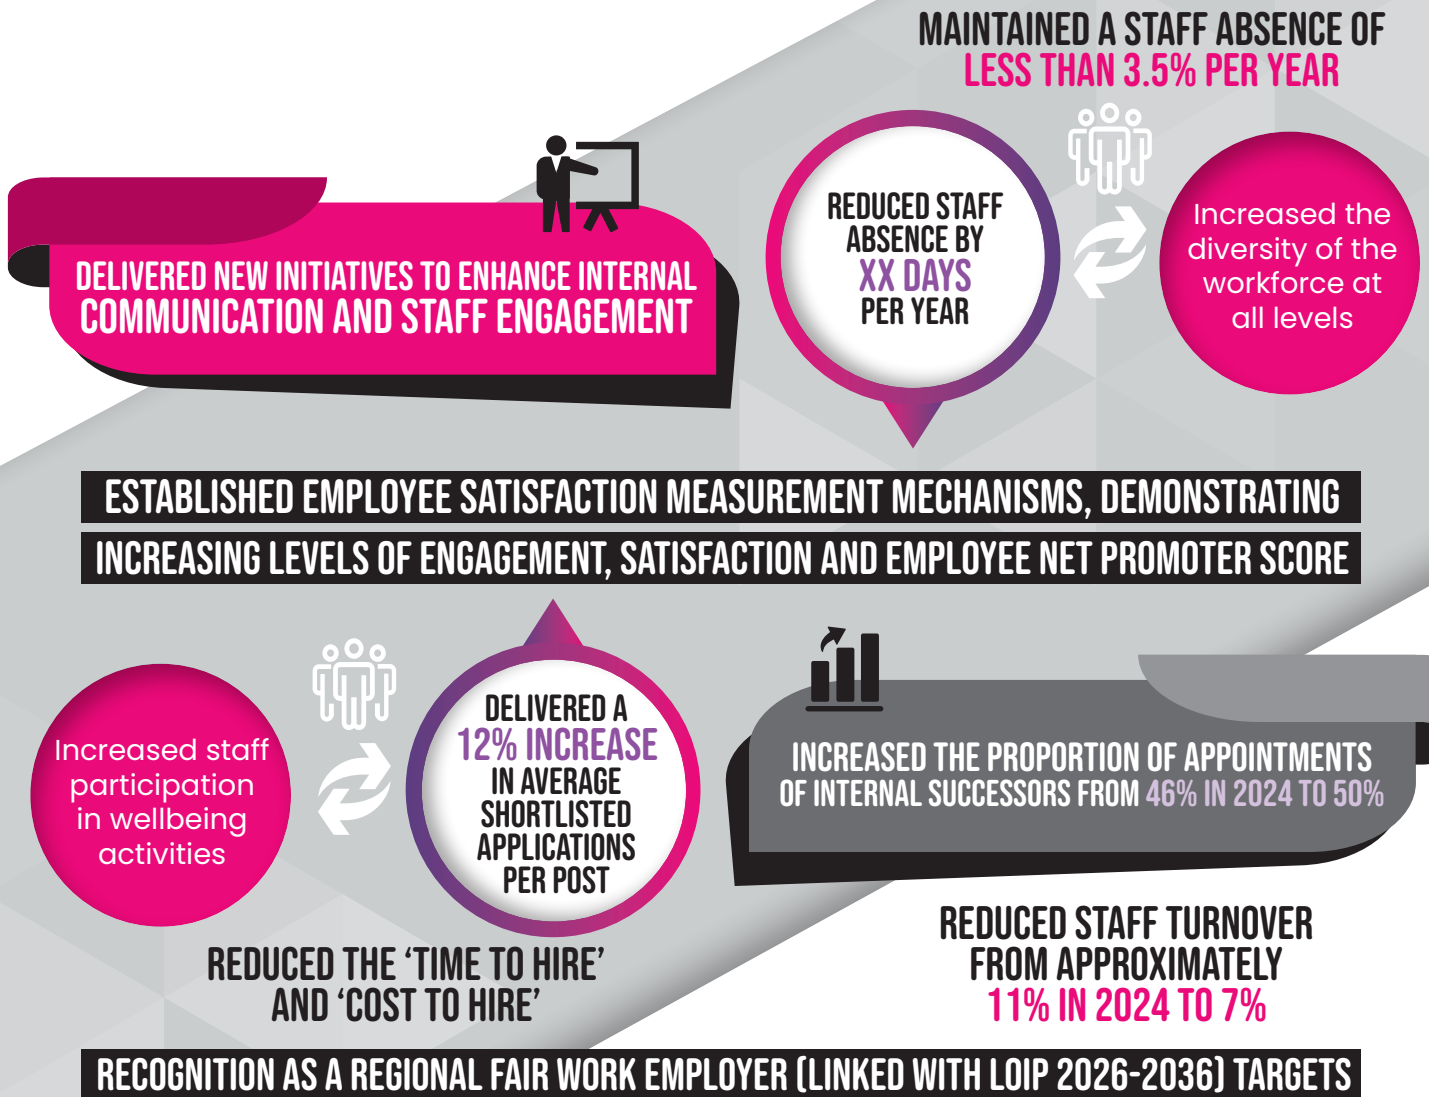 MAINTAINED A STAFF ABSENCE OF
LESS THAN 3.5% PER YEAR
DELIVERED NEW INITIATIVES TO ENHANCE INTERNAL
COMMUNICATION AND STAFF ENGAGEMENT
REDUCED STAFF
ABSENCE BY
XX DAYS
PER YEAR
Increased the
diversity of the
workforce at
all levels
ESTABLISHED EMPLOYEE SATISFACTION MEASUREMENT MECHANISMS, DEMONSTRATING
INCREASING LEVELS OF ENGAGEMENT, SATISFACTION AND EMPLOYEE NET PROMOTER SCORE
Increased staff
participation
in wellbeing
activities
DELIVERED A
12% INCREASE
IN AVERAGE
SHORTLISTED
APPLICATIONS
PER POST
INCREASED THE PROPORTION OF APPOINTMENTS
OF INTERNAL SUCCESSORS FROM 46% IN 2024 TO 50%
REDUCED THE ‘TIME TO HIRE’
AND ‘COST TO HIRE’
REDUCED STAFF TURNOVER
FROM APPROXIMATELY
11% IN 2024 TO 7%
RECOGNITION AS A REGIONAL FAIR WORK EMPLOYER (LINKED WITH LOIP 2026-2036) TARGETS